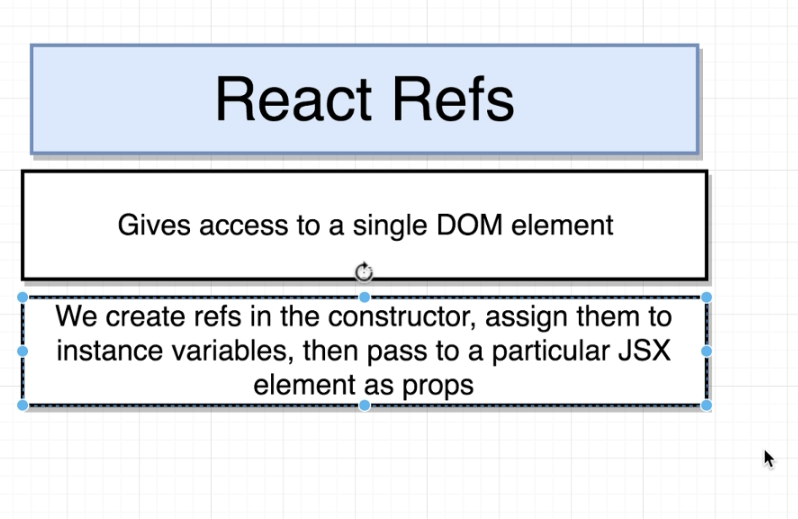 React Refs
Gives access to a single DOM element
We create refs in the constructor, assign them to
instance variables, then pass to a particular JSX
element as props